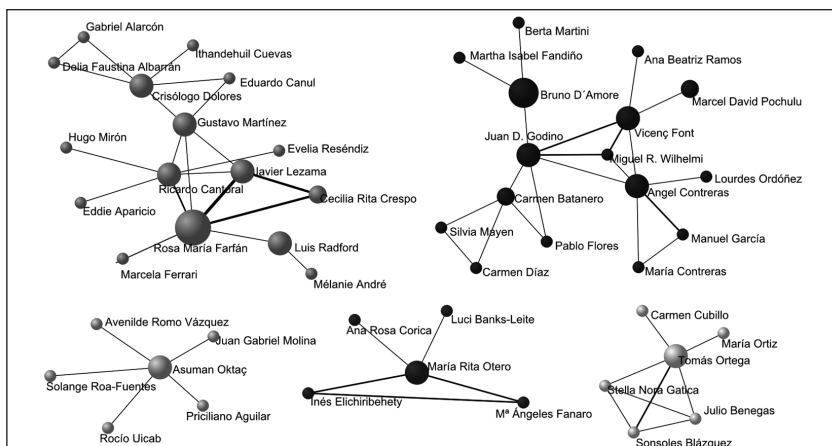 Gabriel Alarcón
Ithandehuil Cuevas
Delia Faustina Albarrán
Eduardo Canul
Crisólogo Dolores
Gustavo Martínez
Hugo Mirón
Evelia Reséndiz
Javier Lezama
Ricardo Cantoral
Cecilia Rita Crespo
Eddie Aparicio
Rosa María Farfán
Luis Radford
Marcela Ferrari
Mélanie André
Berta Martini
Martha Isabel Fandiño
Ana Beatriz Ramos
Bruno D´Amore
Marcel David Pochulu
Juan D. Godino
Vicenç Font
Miguel R. Wilhelmi
Lourdes Ordóñez
Carmen Batanero
Angel Contreras
Silvia Mayen
Pablo Flores
Manuel García
Carmen Díaz
María Contreras
Avenilde Romo Vázquez
Juan Gabriel Molina
Asuman Oktaç
Solange Roa-Fuentes
Priciliano Aguilar
Rocío Uicab
Luci Banks-Leite
Ana Rosa Corica
María Rita Otero
Inés Elichiribehety
Mª Ángeles Fanaro
Carmen Cubillo
María Ortiz
Tomás Ortega
Stella Nora Gatica
Julio Benegas
Sonsoles Blázquez